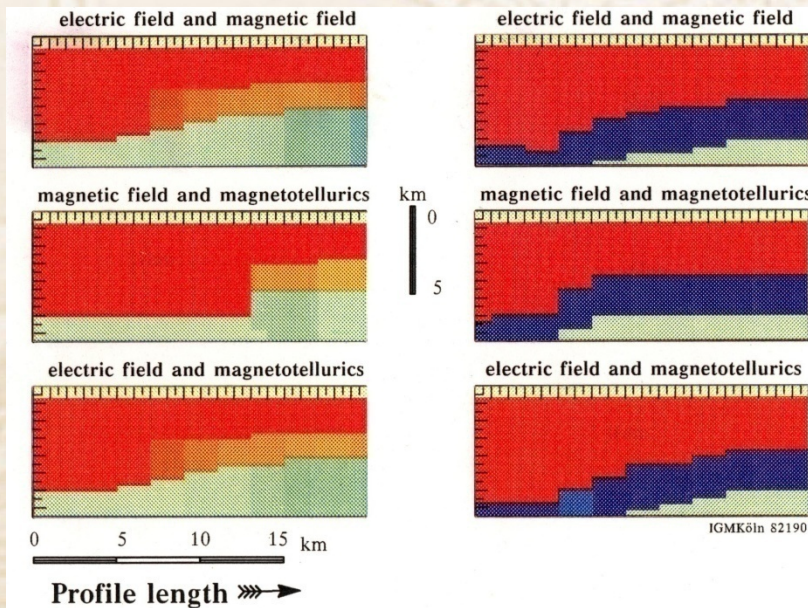 electric field and magnetic field
electric field and magnetic field
magnetic field and magnetotellurics
km
0
5
magnetic field and magnetotellurics
electric field and magnetotellurics
electric field and magnetotellurics
IGMKöln 82190
0 5 10 15 km
Profile length